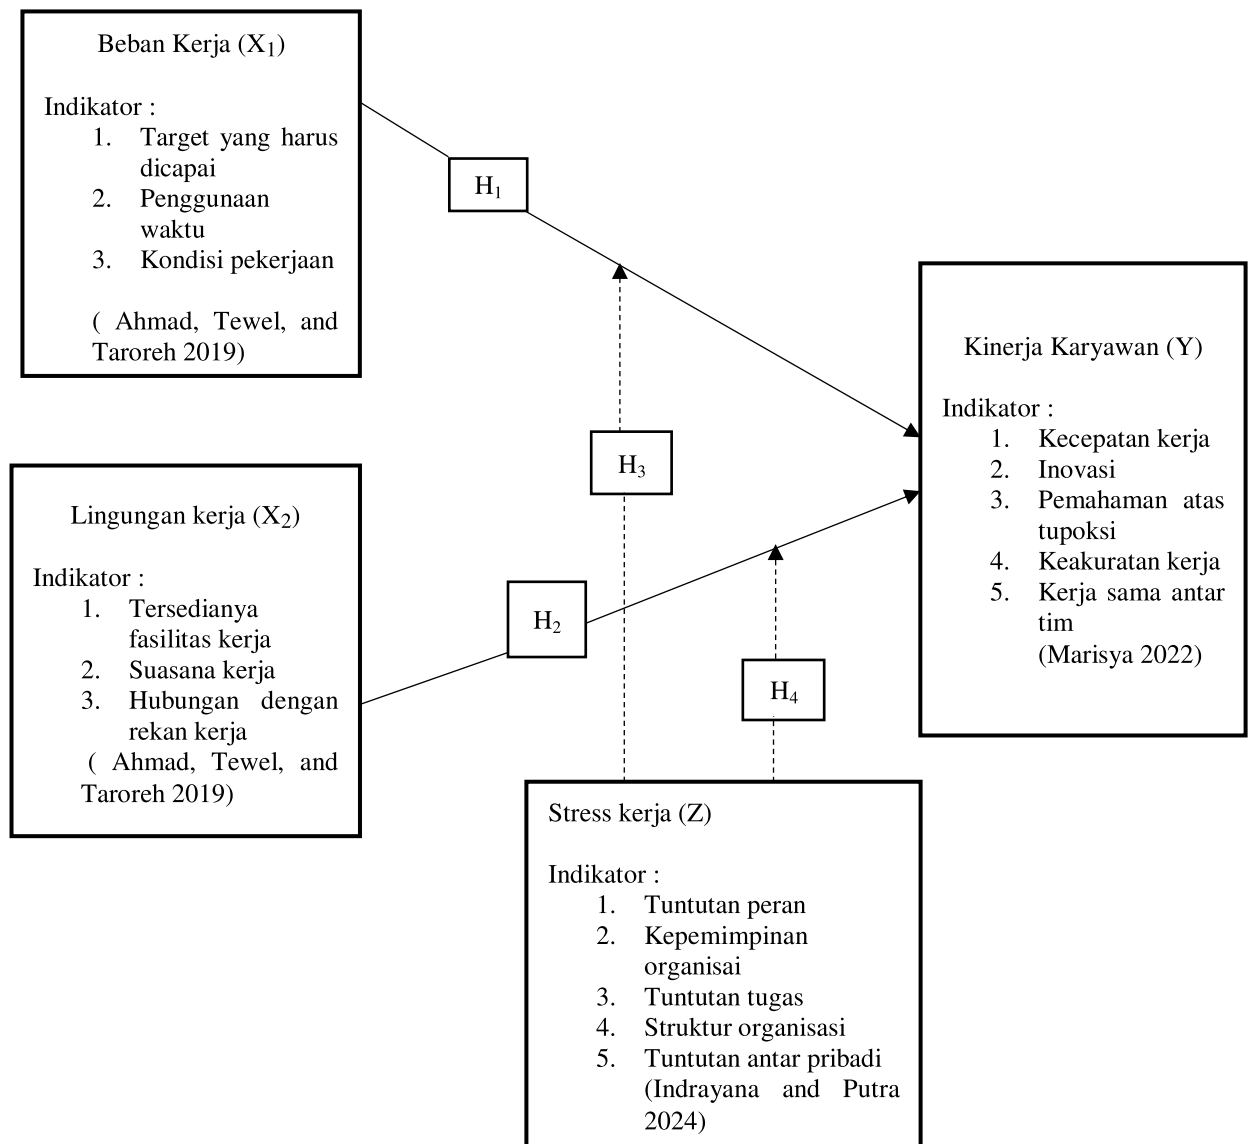 Beban Kerja (X1)
Indikator :
1. Target yang harus
dicapai
2. Penggunaan
waktu
3. Kondisi pekerjaan
( Ahmad, Tewel, and
Taroreh 2019)
H1
Kinerja Karyawan (Y)
Indikator :
1. Kecepatan kerja
2. Inovasi
3. Pemahaman atas
tupoksi
4. Keakuratan kerja
5. Kerja sama antar
tim
(Marisya 2022)
H3
Lingungan kerja (X2)
Indikator :
1. Tersedianya
fasilitas kerja
2. Suasana kerja
3. Hubungan dengan
rekan kerja
( Ahmad, Tewel, and
Taroreh 2019)
H2
H4
Stress kerja (Z)
Indikator :
1. Tuntutan peran
2. Kepemimpinan
organisai
3. Tuntutan tugas
4. Struktur organisasi
5. Tuntutan antar pribadi
(Indrayana and Putra
2024)